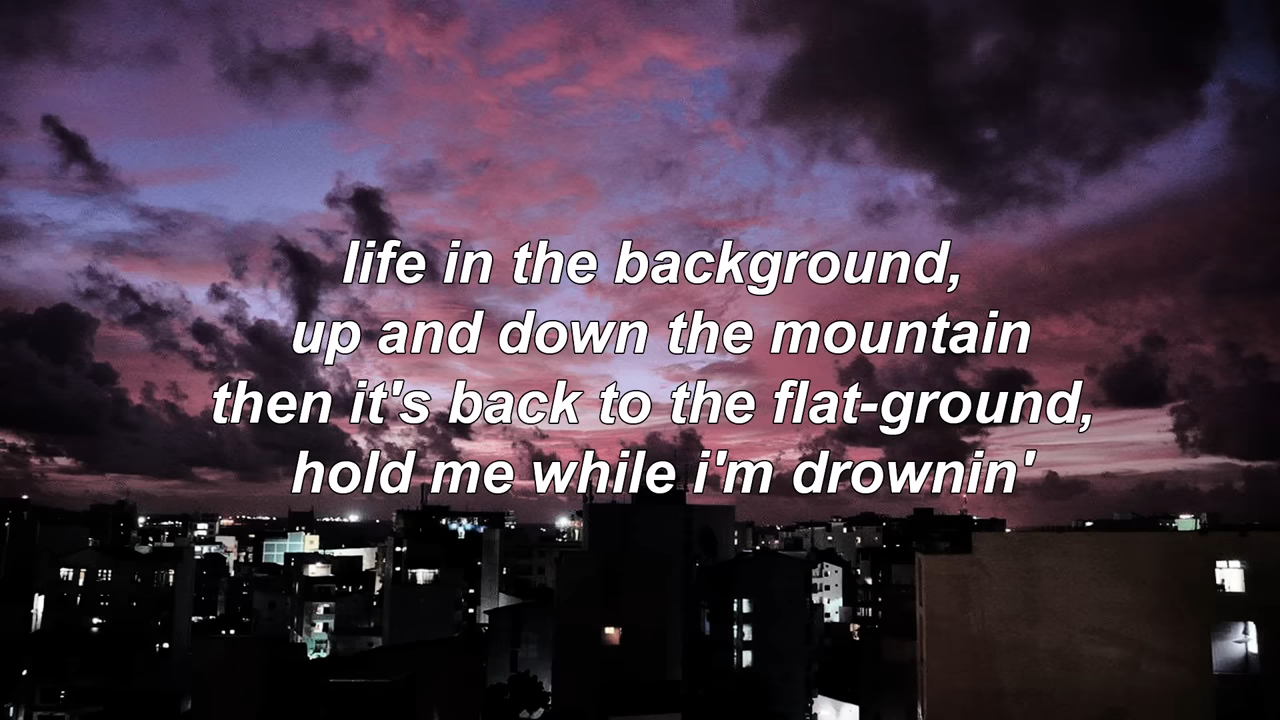 life in the background,
up and down the mountain
then it's back to the flat-ground,
hold me while i'm drownin'